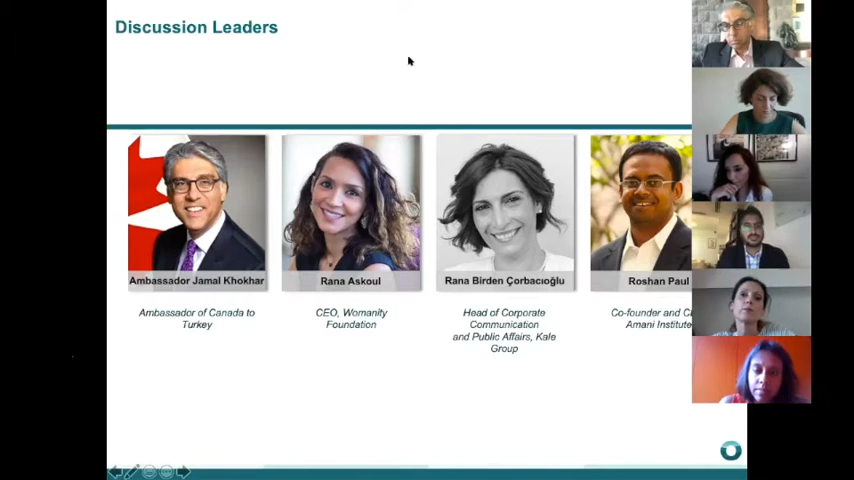 Discussion Leaders
Ambassador Jamal Khokhar
Rana Askoul
Rana Birden Çorbacıoğlu
Roshan Paul
Ambassador of Canada to
Turkey
CEO, Womanity
Foundation
Head of Corporate
Communication
and Public Affairs, Kale
Group
Co-founder and
Amani Institute